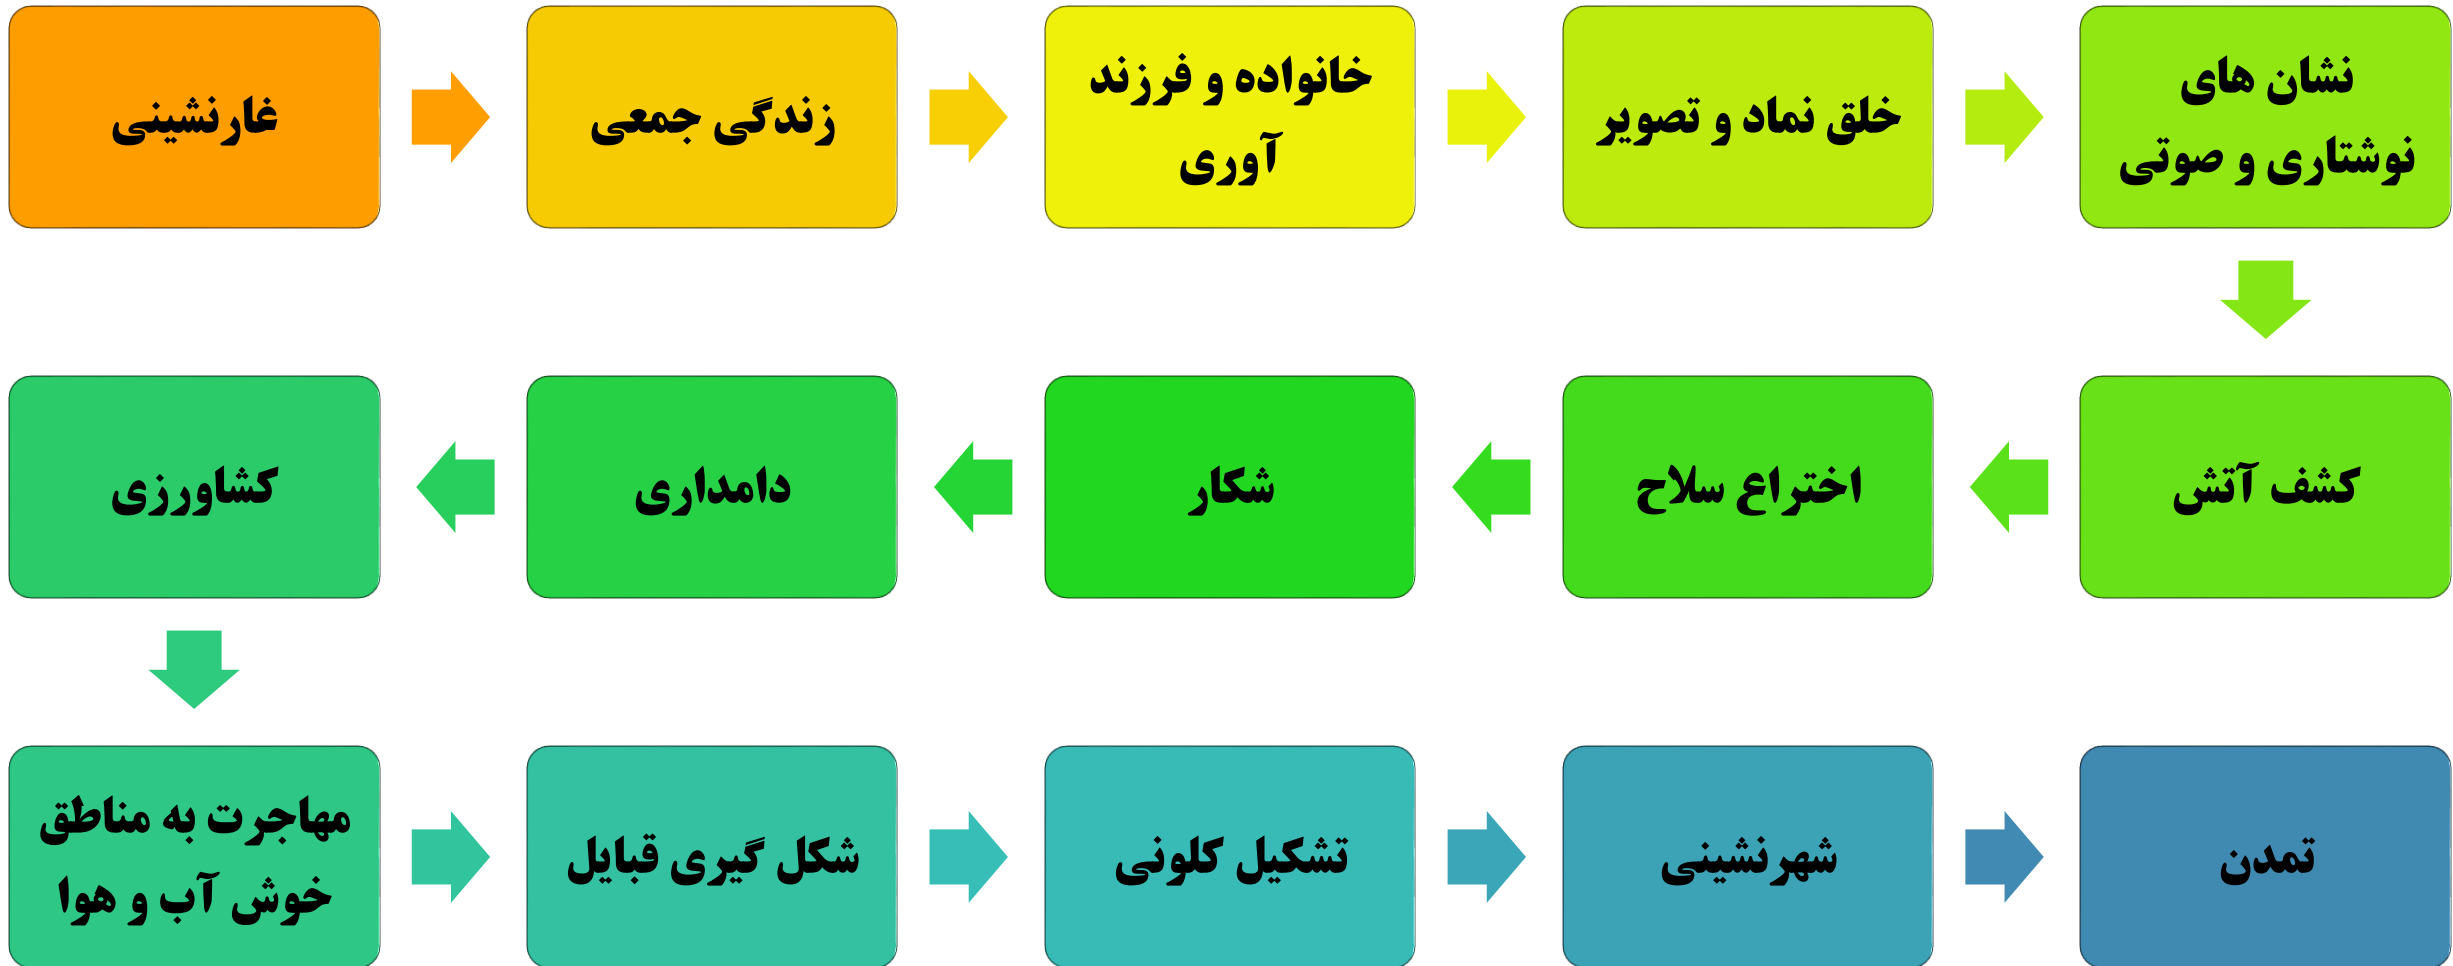 غارنشینی
زندگی جمعی
خانواده و فرزند
آوری
خلق نماد و تصویر
نشان های
نوشتاری و صوتی
کشف آتش
اختراع سلاح
شکار
دامداری
کشاورزی
مهاجرت به مناطق
خوش آب و هوا
شکل گیری قبایل
تشکیل کلونی
شهرنشینی
تمدن